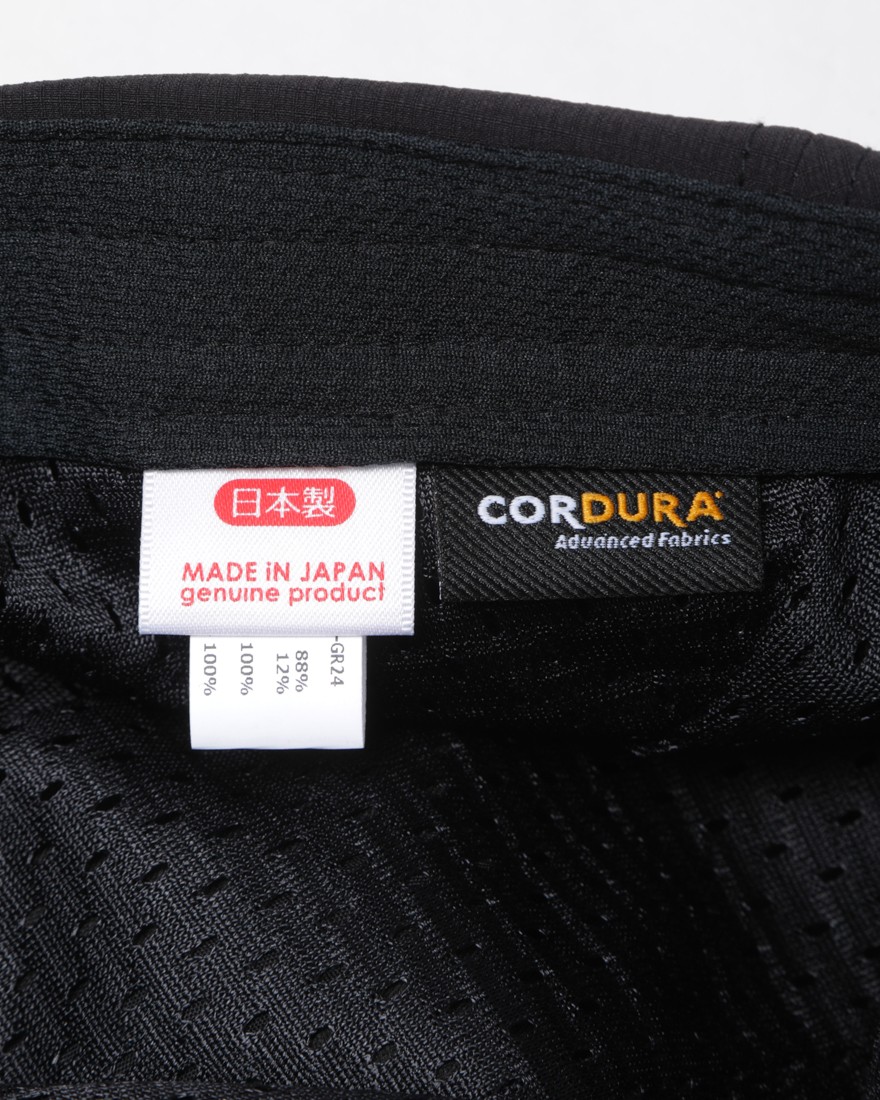 日本製
MADE iN JAPAN
genuine product
CORDURA
Advanced Fabrics
-GR24
88%
12%
100%
100%